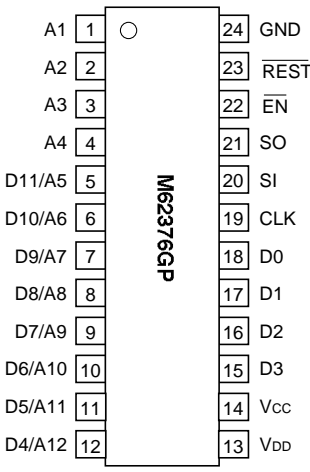 A1 1 24 GND
A2 2 23 R̅E̅S̅T̅
A3 3 22 E̅N̅
A4 4 21 SO
D11/A5 5 20 SI
D10/A6 6 19 CLK
D9/A7 7 18 D0
D8/A8 8 17 D1
D7/A9 9 16 D2
D6/A10 10 15 D3
D5/A11 11 14 Vcc
D4/A12 12 13 VDD
M62376GP